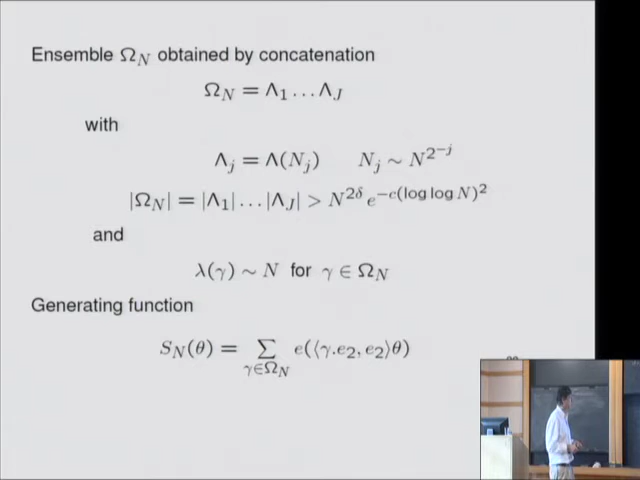 Ensemble Ω_N obtained by concatenation
Ω_N = Λ_1 ... Λ_J
with
Λ_j = Λ(N_j) N_j ∼ N^{2^{-j}}
|Ω_N| = |Λ_1| ... |Λ_J| > N^{2δ} e^{-c(log log N)^2}
and
λ(γ) ∼ N for γ ∈ Ω_N
Generating function
S_N(θ) = ∑_{γ∈Ω_N} e(⟨γ.e_2, e_2⟩θ)